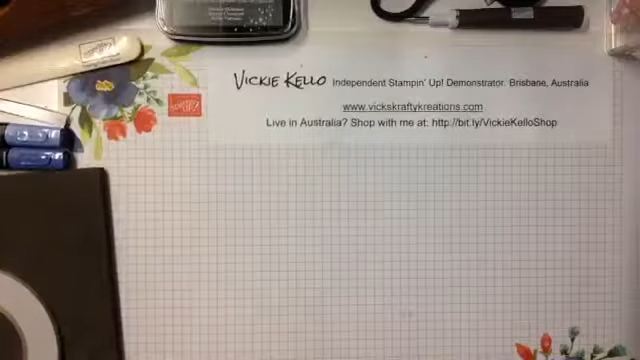 VICKIE KELLO Independent Stampin' Up! Demonstrator. Brisbane, Australia
www.vickskraftykreations.com
Live in Australia? Shop with me at: http://bit.ly/VickieKelloShop